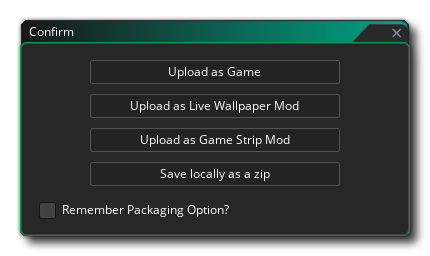 Confirm
Upload as Game
Upload as Live Wallpaper Mod
Upload as Game Strip Mod
Save locally as a zip
Remember Packaging Option?